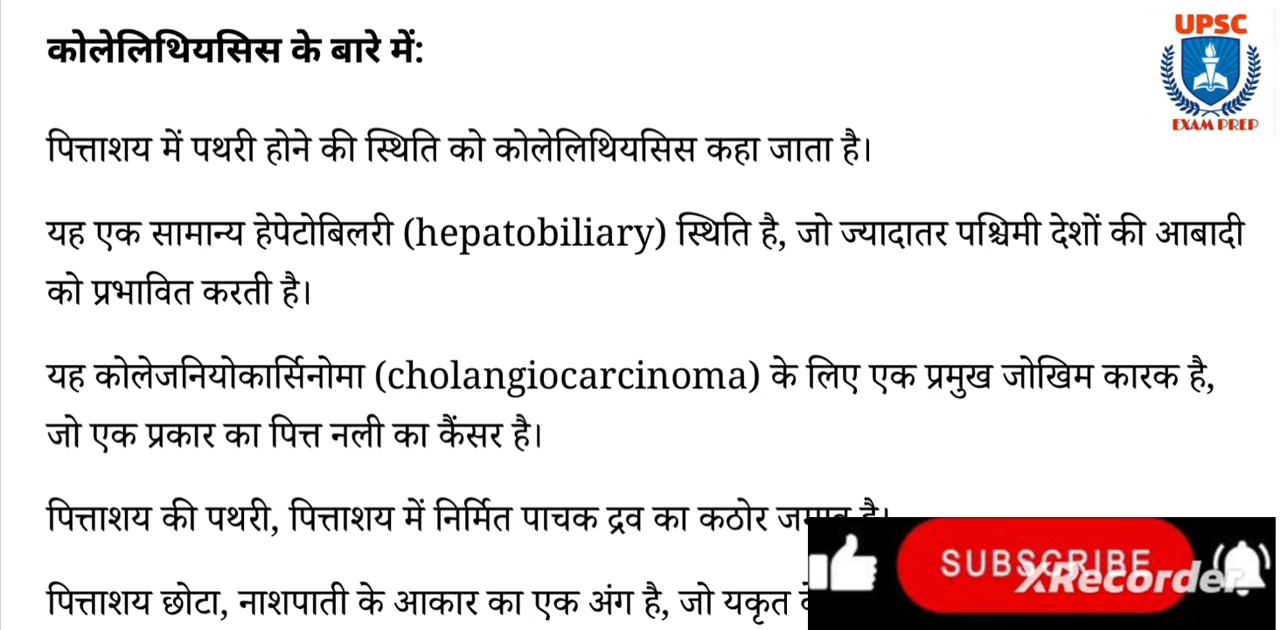 कोलेलिथियसिस के बारे में:
UPSC
EXAM PREP
पित्ताशय में पथरी होने की स्थिति को कोलेलिथियसिस कहा जाता है।
यह एक सामान्य हेपेटोबिलरी (hepatobiliary) स्थिति है, जो ज्यादातर पश्चिमी देशों की आबादी
को प्रभावित करती है।
यह कोलेजनियोकार्सिनोमा (cholangiocarcinoma) के लिए एक प्रमुख जोखिम कारक है,
जो एक प्रकार का पित्त नली का कैंसर है।
पित्ताशय की पथरी, पित्ताशय में निर्मित पाचक द्रव का कठोर है।
पित्ताशय छोटा, नाशपाती के आकार का एक अंग है, जो यकृत
SUBSCRIBE
XRecorder